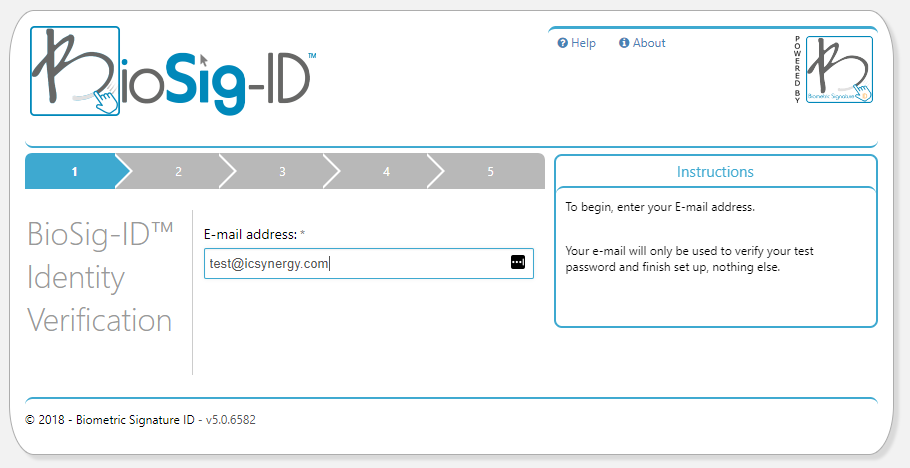 BioSig-ID™
Help
About
POWERED BY
Biometric Signature ID
1
2
3
4
5
BioSig-ID™
Identity
Verification
E-mail address: *
test@icsynergy.com
Instructions
To begin, enter your E-mail address.
Your e-mail will only be used to verify your test
password and finish set up, nothing else.
© 2018 - Biometric Signature ID - v5.0.6582